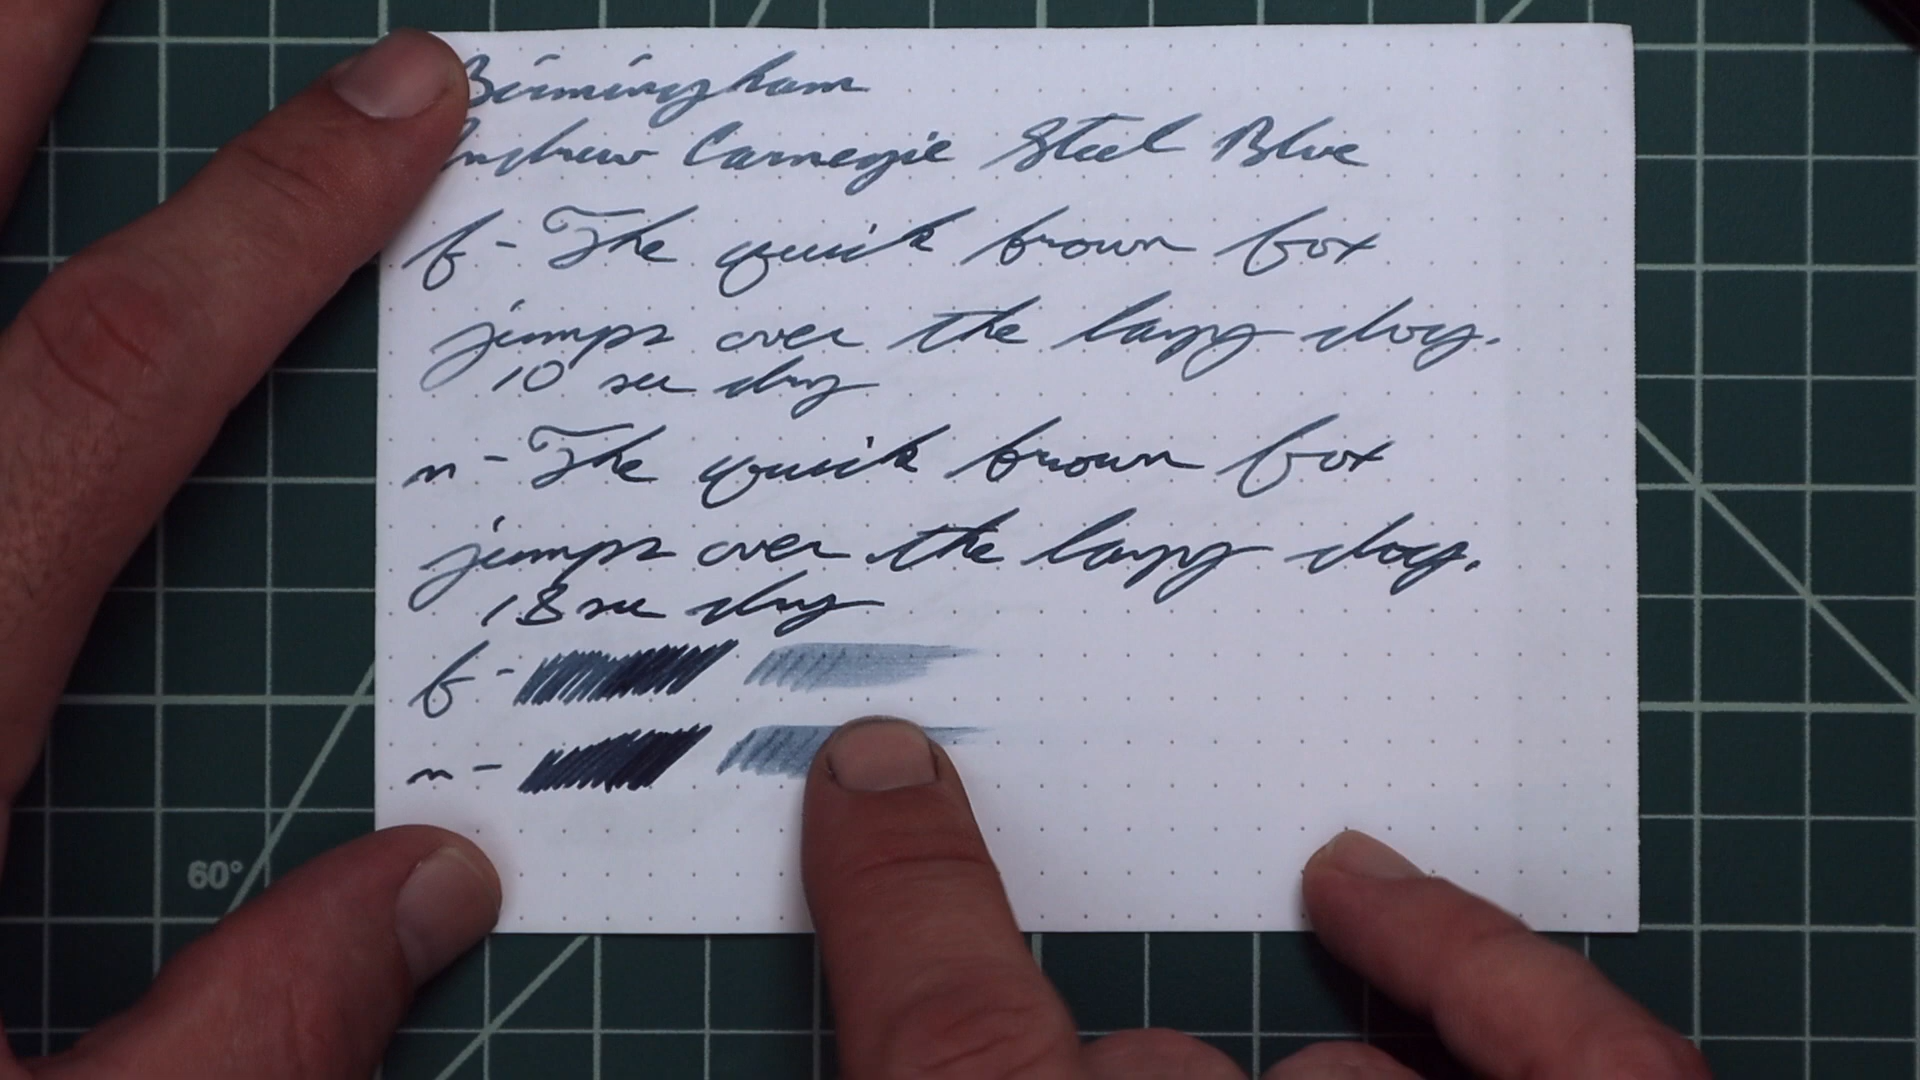 Birmingham
Andrew Carnegie Steel Blue
f - The quick brown fox
jumps over the lazy dog.
10 sec dry
m - The quick brown fox
jumps over the lazy dog.
18 sec dry
f -
m -
60°